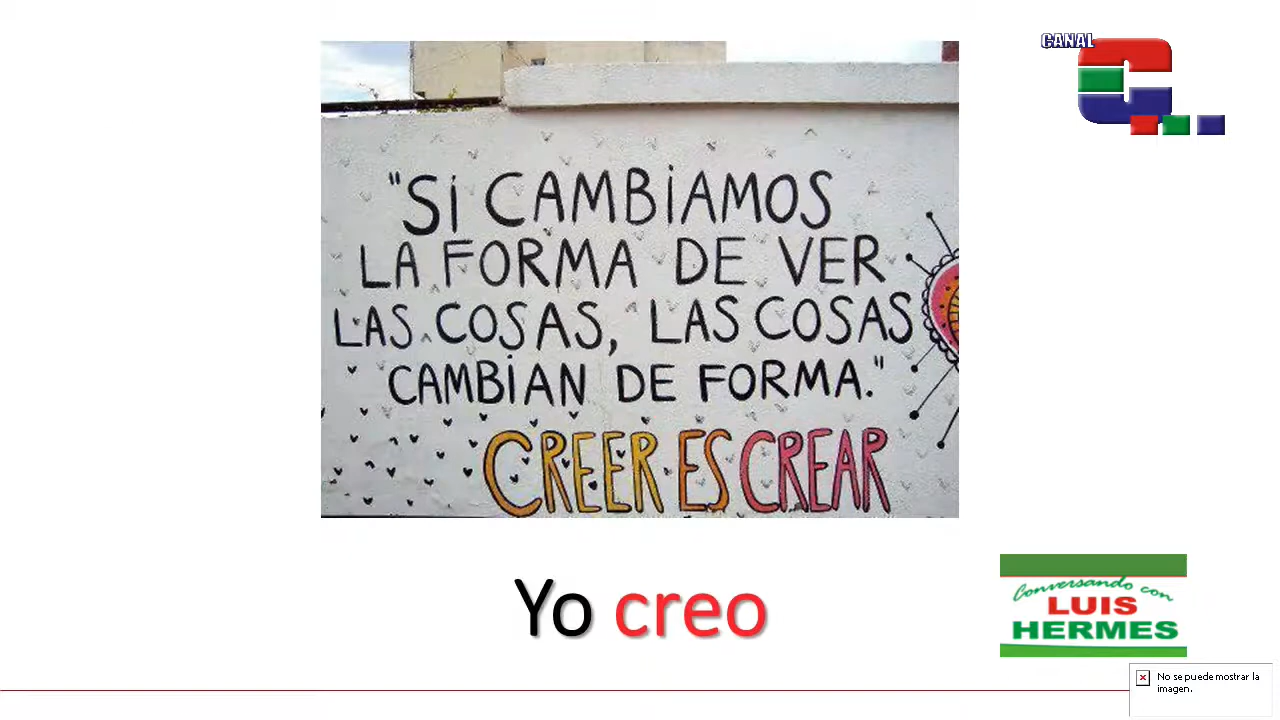 CANAL
"Si CAMBiAMOS
LA FORMA DE VER
LAS COSAS, LAS COSAS
CAMBiAN DE FORMA."
CREER ES CREAR
Yo creo
Conversando con
LUIS
HERMES
No se puede mostrar la
imagen.